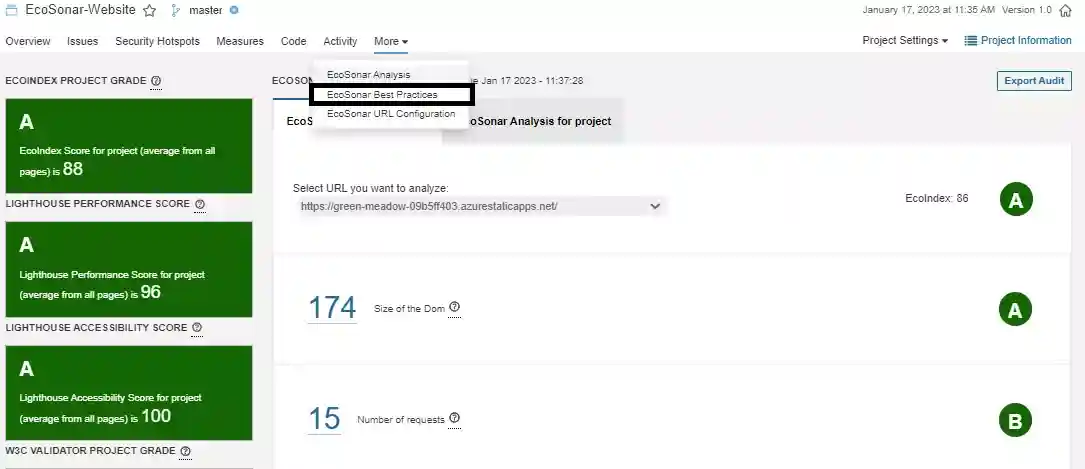 EcoSonar-Website master January 17, 2023 at 11:35 AM Version 1.0
Overview Issues Security Hotspots Measures Code Activity More Project Settings Project Information
EcoSonar Analysis
EcoSonar Best Practices
EcoSonar URL Configuration
ECOINDEX PROJECT GRADE ?
ECOSON Jan 17 2023 - 11:37:28
Export Audit
A
EcoIndex Score for project (average from all
pages) is 88
LIGHTHOUSE PERFORMANCE SCORE ?
A
Lighthouse Performance Score for project
(average from all pages) is 96
LIGHTHOUSE ACCESSIBILITY SCORE ?
A
Lighthouse Accessibility Score for project
(average from all pages) is 100
W3C VALIDATOR PROJECT GRADE ?
EcoS oSonar Analysis for project
Select URL you want to analyze:
https://green-meadow-09b5ff403.azurestaticapps.net/
EcoIndex: 86 A
174 Size of the Dom ? A
15 Number of requests ? B